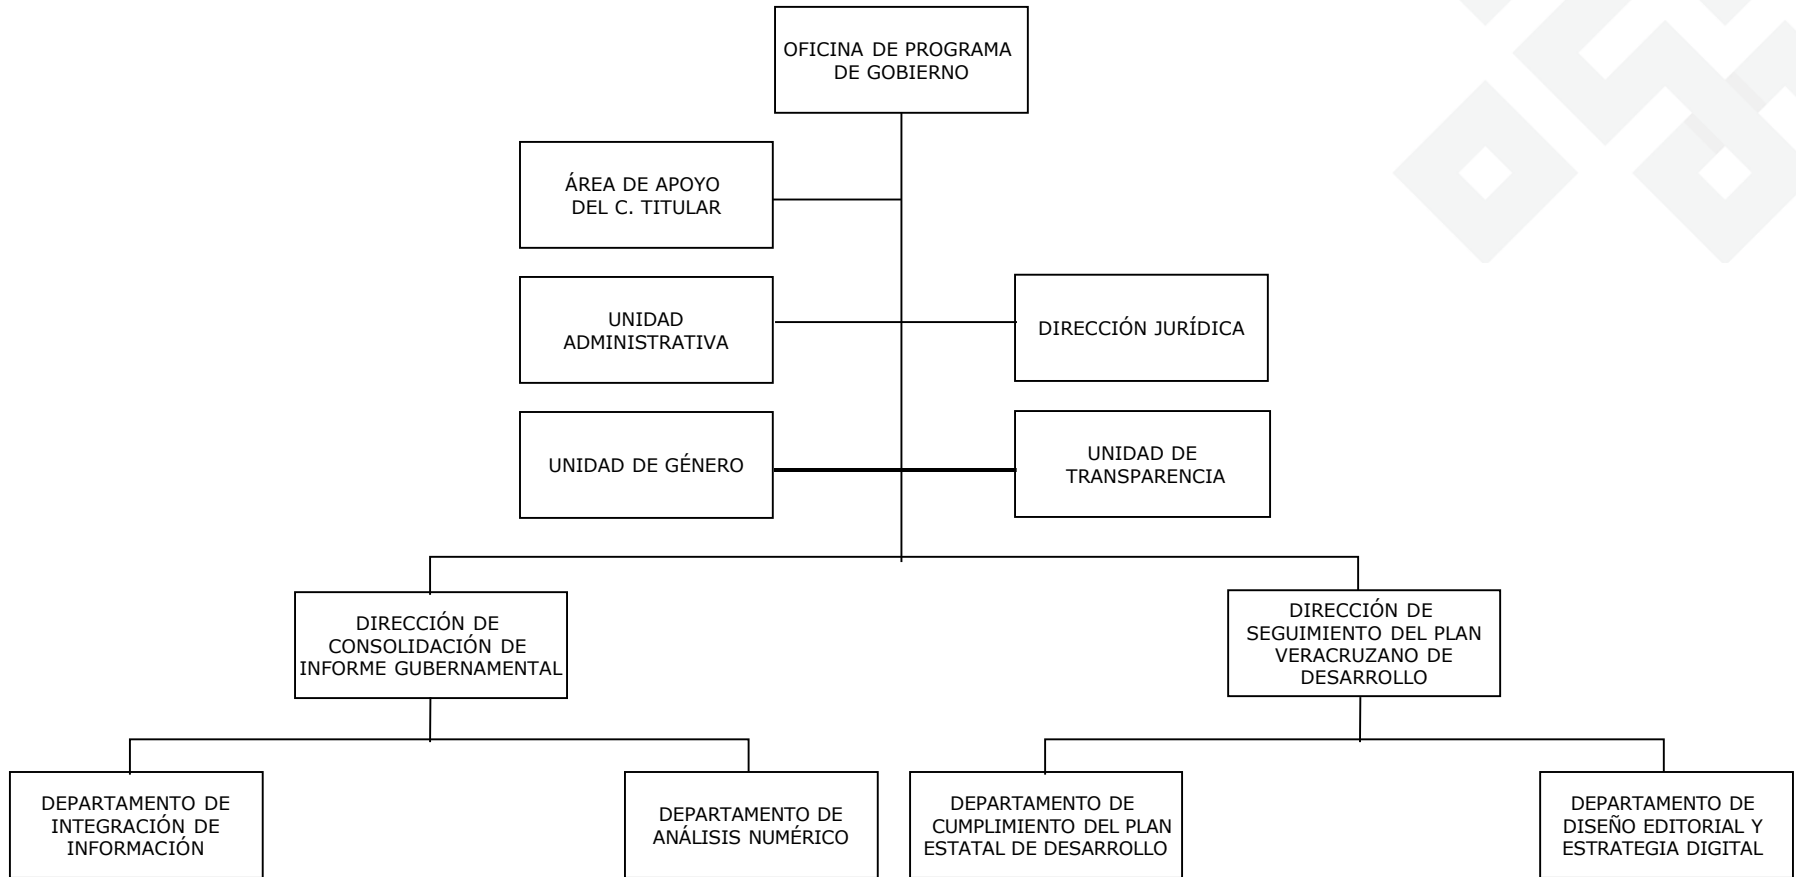 OFICINA DE PROGRAMA
DE GOBIERNO
ÁREA DE APOYO
DEL C. TITULAR
UNIDAD
ADMINISTRATIVA
DIRECCIÓN JURÍDICA
UNIDAD DE GÉNERO
UNIDAD DE
TRANSPARENCIA
DIRECCIÓN DE
CONSOLIDACIÓN DE
INFORME GUBERNAMENTAL
DIRECCIÓN DE
SEGUIMIENTO DEL PLAN
VERACRUZANO DE
DESARROLLO
DEPARTAMENTO DE
INTEGRACIÓN DE
INFORMACIÓN
DEPARTAMENTO DE
ANÁLISIS NUMÉRICO
DEPARTAMENTO DE
CUMPLIMIENTO DEL PLAN
ESTATAL DE DESARROLLO
DEPARTAMENTO DE
DISEÑO EDITORIAL Y
ESTRATEGIA DIGITAL